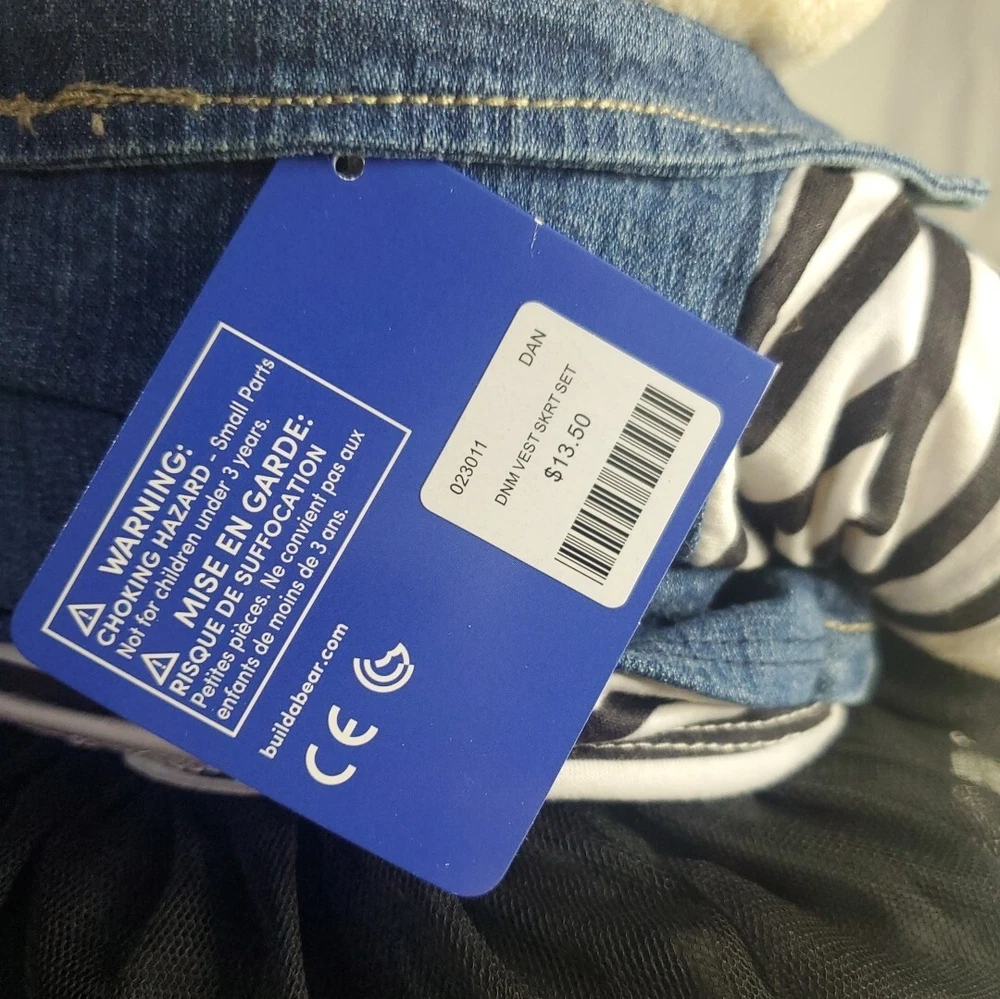 WARNING:
CHOKING HAZARD - Small Parts
Not for children under 3 years.
MISE EN GARDE:
RISQUE DE SUFFOCATION
Petites pièces. Ne convient pas aux
enfants de moins de 3 ans.
buildabear.com
CE
023011 DAN
DNM VEST SKRT SET
$13.50